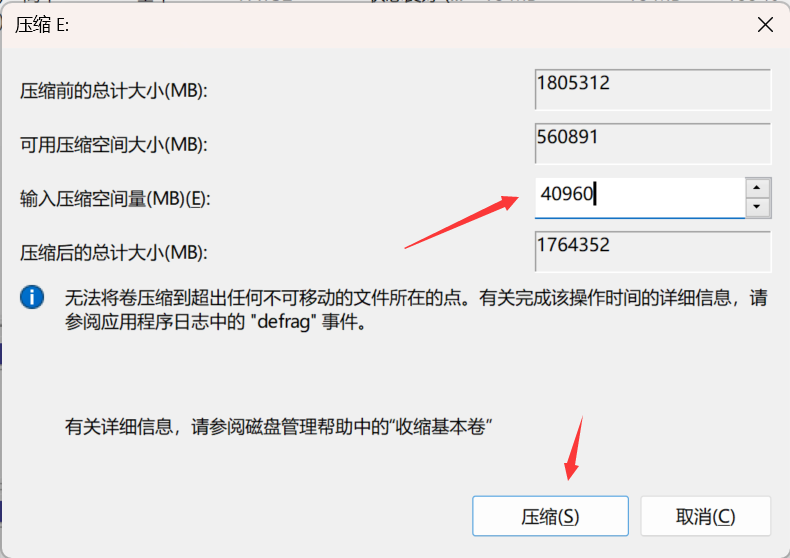 压缩 E:
压缩前的总计大小(MB):
1805312
可用压缩空间大小(MB):
560891
输入压缩空间量(MB)(E):
40960
压缩后的总计大小(MB):
1764352
无法将卷压缩到超出任何不可移动的文件所在的点。有关完成该操作时间的详细信息，请
参阅应用程序日志中的 "defrag" 事件。
有关详细信息，请参阅磁盘管理帮助中的“收缩基本卷”
压缩(S)
取消(C)